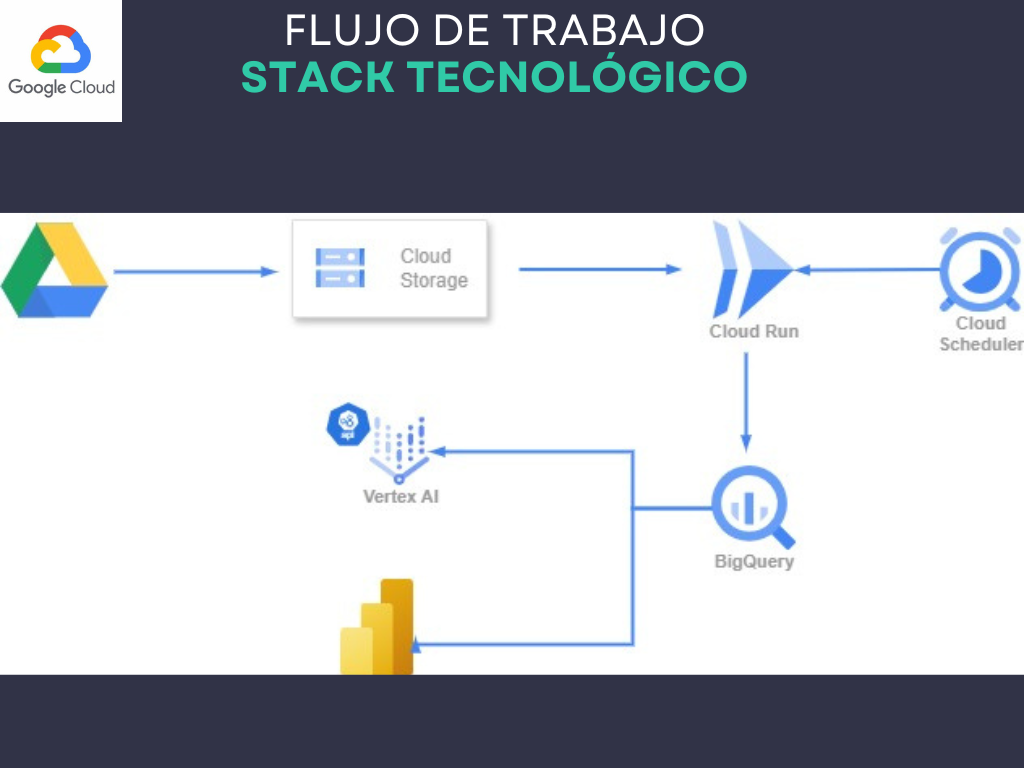 FLUJO DE TRABAJO
STACK TECNOLÓGICO
Google Cloud
Cloud
Storage
Cloud Run
Cloud
Scheduler
api
Vertex AI
BigQuery